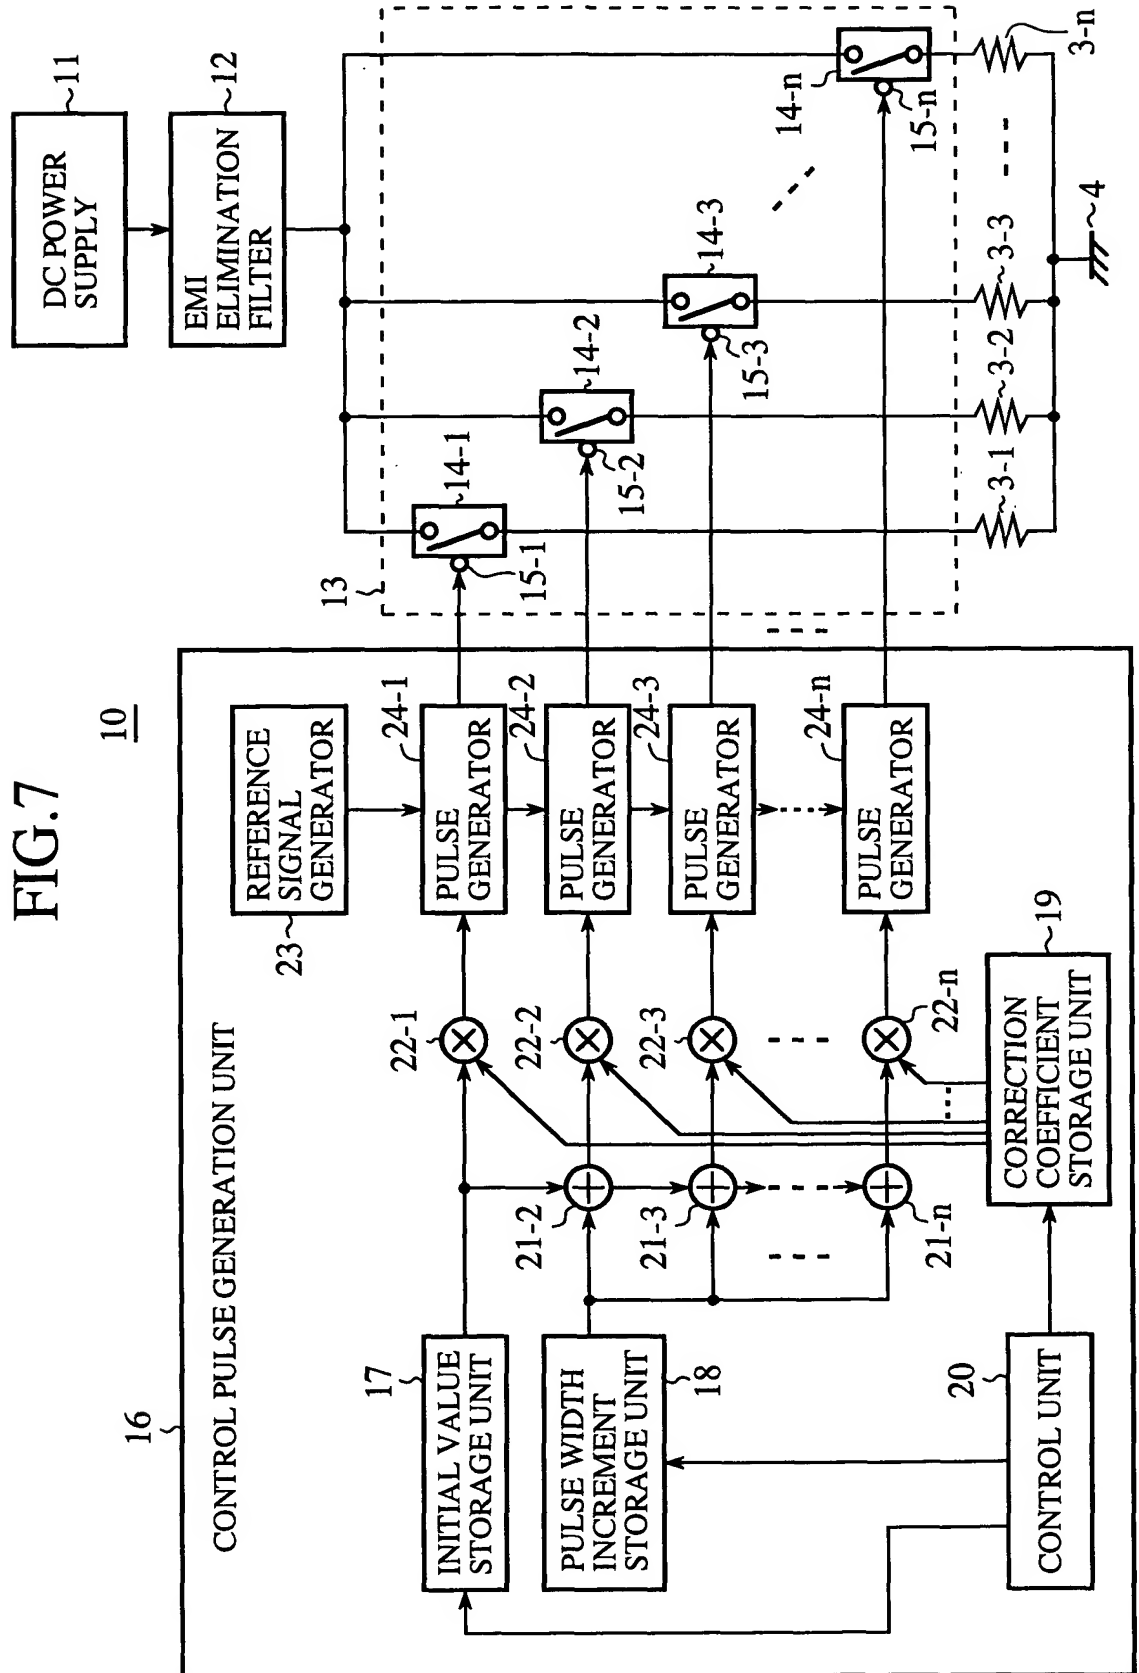 FIG.7
10
16
CONTROL PULSE GENERATION UNIT
17
INITIAL VALUE
STORAGE UNIT
18
PULSE WIDTH
INCREMENT
STORAGE UNIT
20
CONTROL UNIT
19
CORRECTION
COEFFICIENT
STORAGE UNIT
21-2
21-3
21-n
22-1
22-2
22-3
22-n
23
REFERENCE
SIGNAL
GENERATOR
24-1
PULSE
GENERATOR
24-2
PULSE
GENERATOR
24-3
PULSE
GENERATOR
24-n
PULSE
GENERATOR
13
14-1
15-1
14-2
15-2
14-3
15-3
14-n
15-n
11
DC POWER
SUPPLY
12
EMI
ELIMINATION
FILTER
3-1
3-2
3-3
3-n
4